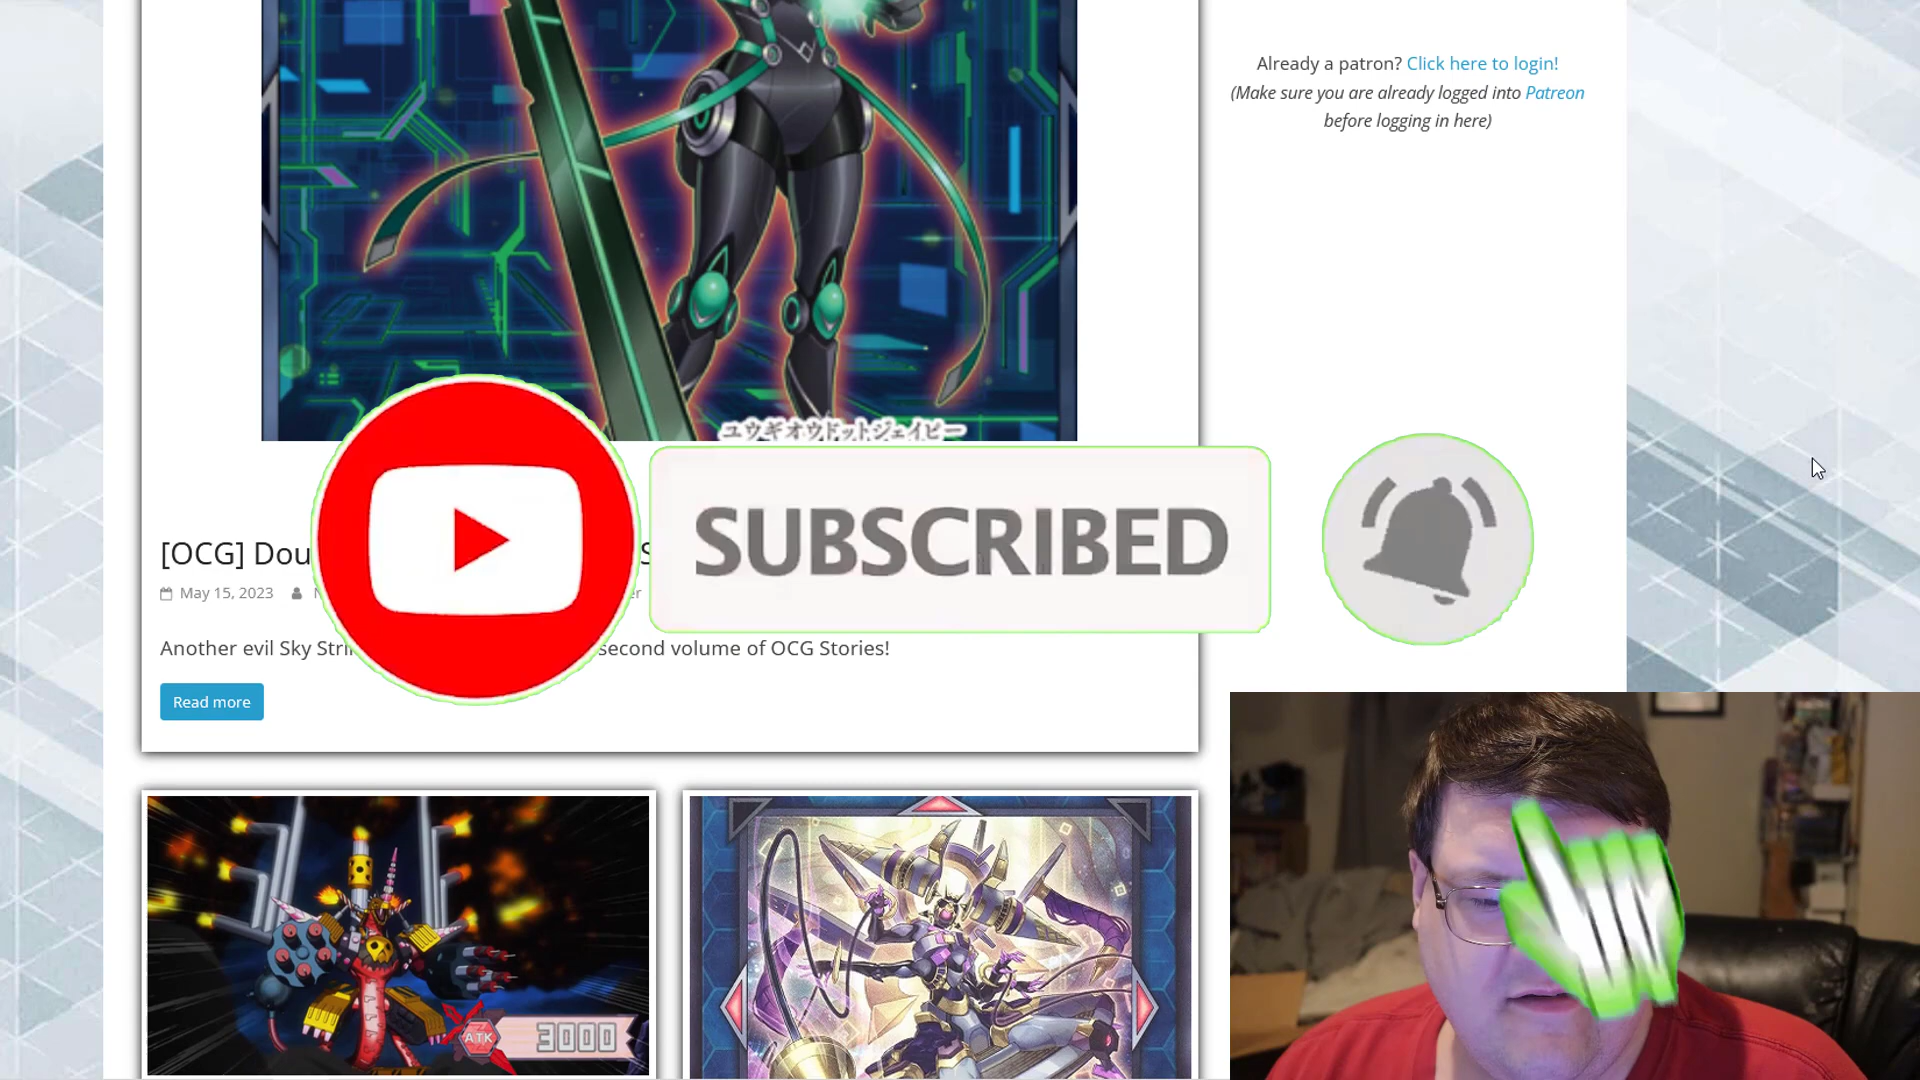 Already a patron? Click here to login!
(Make sure you are already logged into Patreon
before logging in here)
ユウギオウドットジェイピー
[OCG] Dou
SUBSCRIBED
May 15, 2023
Another evil Sky Stri
second volume of OCG Stories!
Read more
ATK 3000